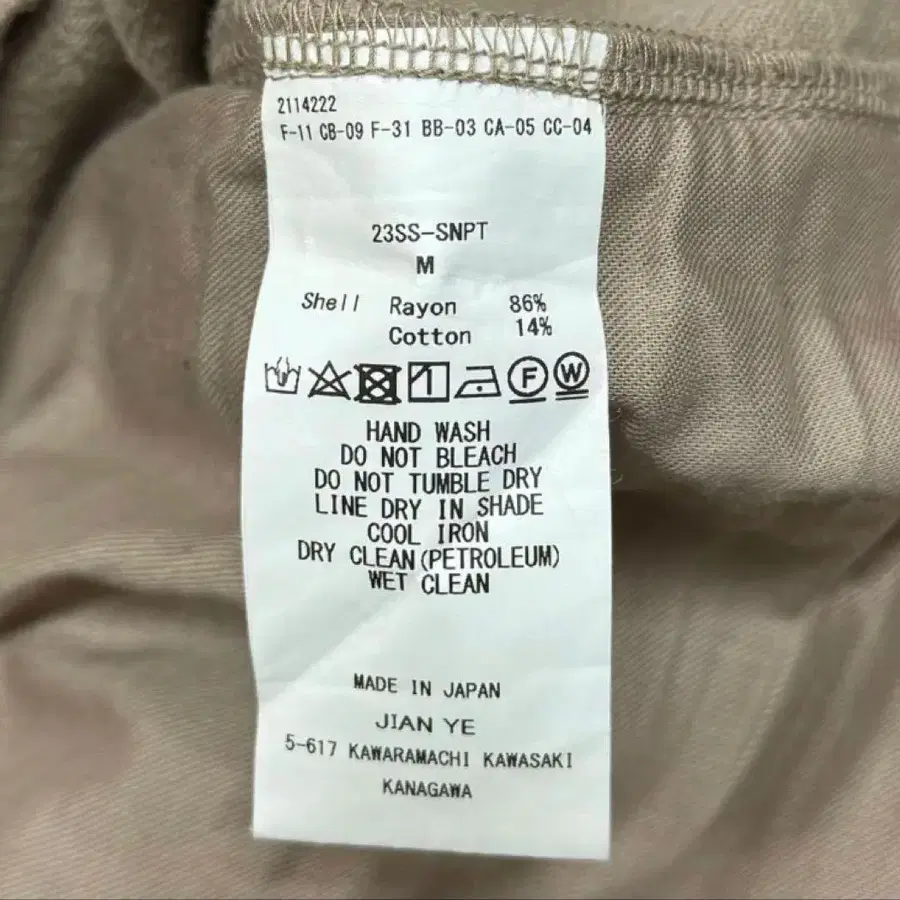 2114222
F-11 CB-09 F-31 BB-03 CA-05 CC-04
23SS-SNPT
M
Shell Rayon 86%
Cotton 14%
F W
HAND WASH
DO NOT BLEACH
DO NOT TUMBLE DRY
LINE DRY IN SHADE
COOL IRON
DRY CLEAN(PETROLEUM)
WET CLEAN
MADE IN JAPAN
JIAN YE
5-617 KAWARAMACHI KAWASAKI
KANAGAWA